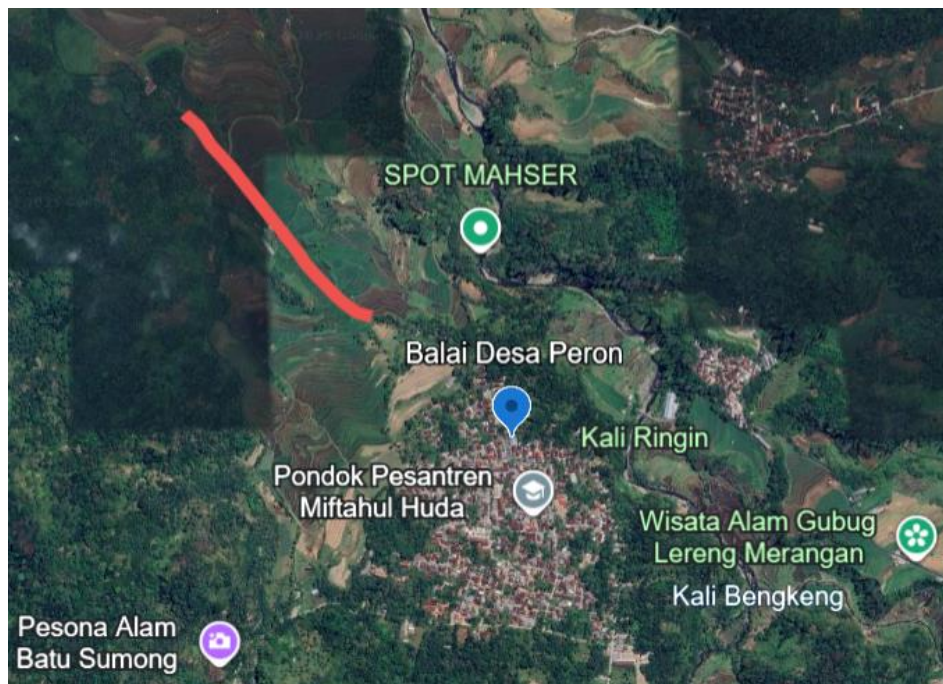 SPOT MAHSER
Balai Desa Peron
Kali Ringin
Pondok Pesantren
Miftahul Huda
Wisata Alam Gubug
Lereng Merangan
Kali Bengkeng
Pesona Alam
Batu Sumong